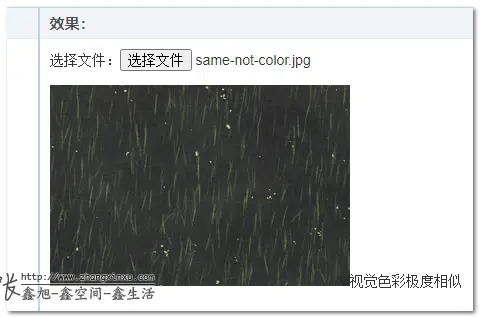 效果:
选择文件: 选择文件 same-not-color.jpg
视觉色彩极度相似
http://www.zhangxinxu.com
张 鑫旭-鑫空间-鑫生活